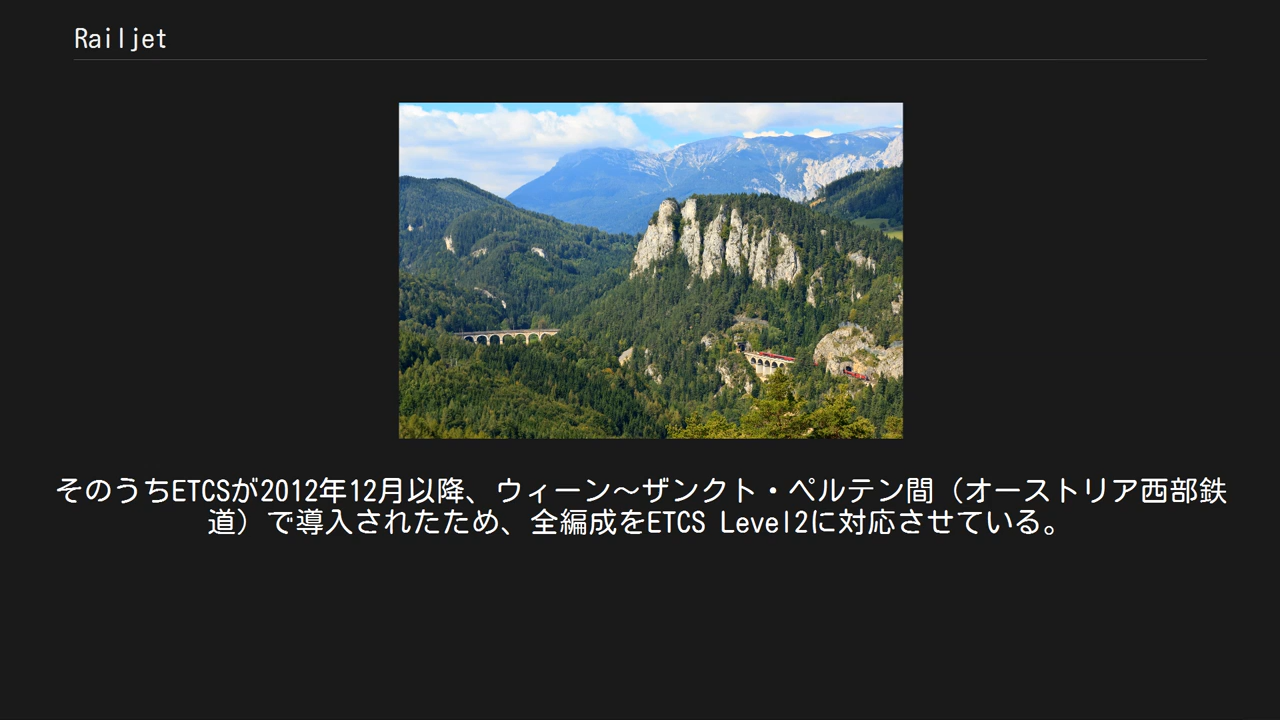 Railjet
そのうちETCSが2012年12月以降、ウィーン～ザンクト・ペルテン間（オーストリア西部鉄
道）で導入されたため、全編成をETCS Level2に対応させている。